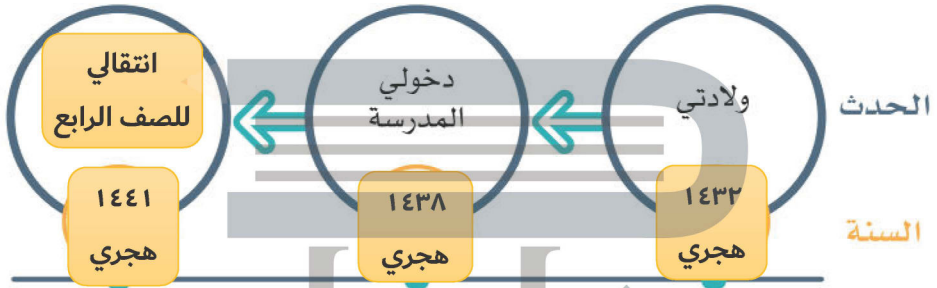 الحدث
ولادتي
دخولي
المدرسة
انتقالي
للصف الرابع
السنة
١٤٣٢
هجري
١٤٣٨
هجري
١٤٤١
هجري